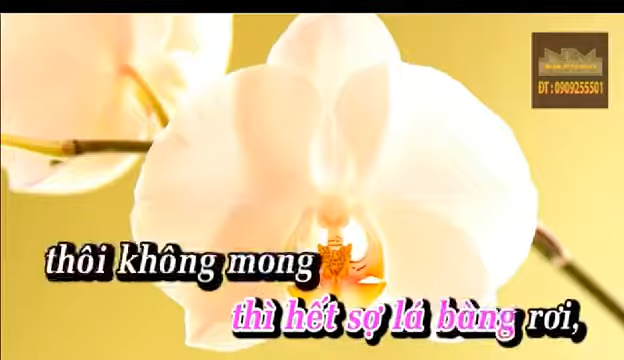 ĐT : 0909255501
thôi không mong
thì hết sợ lá bàng rơi,